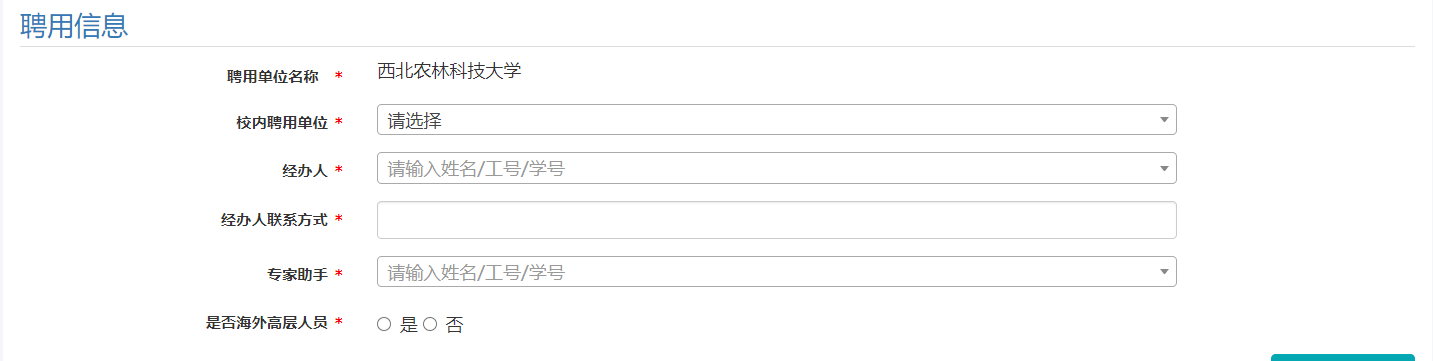 聘用信息
聘用单位名称 * 西北农林科技大学
校内聘用单位 * 请选择
经办人 * 请输入姓名/工号/学号
经办人联系方式 *
专家助手 * 请输入姓名/工号/学号
是否海外高层人员 * 是 否